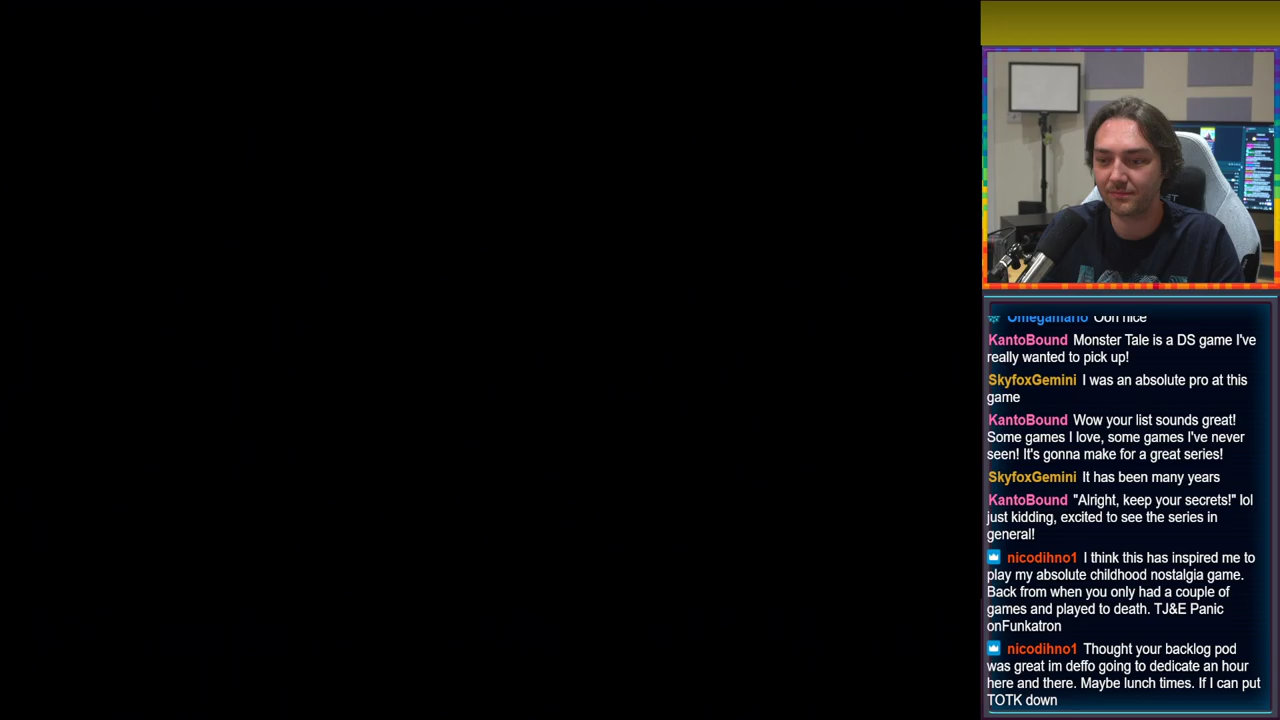 Omegamario Ooh nice
KantoBound Monster Tale is a DS game I've
really wanted to pick up!
SkyfoxGemini I was an absolute pro at this
game
KantoBound Wow your list sounds great!
Some games I love, some games I've never
seen! It's gonna make for a great series!
SkyfoxGemini It has been many years
KantoBound "Alright, keep your secrets!" lol
just kidding, excited to see the series in
general!
nicodihno1 I think this has inspired me to
play my absolute childhood nostalgia game.
Back from when you only had a couple of
games and played to death. TJ&E Panic
onFunkatron
nicodihno1 Thought your backlog pod
was great im deffo going to dedicate an hour
here and there. Maybe lunch times. If I can put
TOTK down